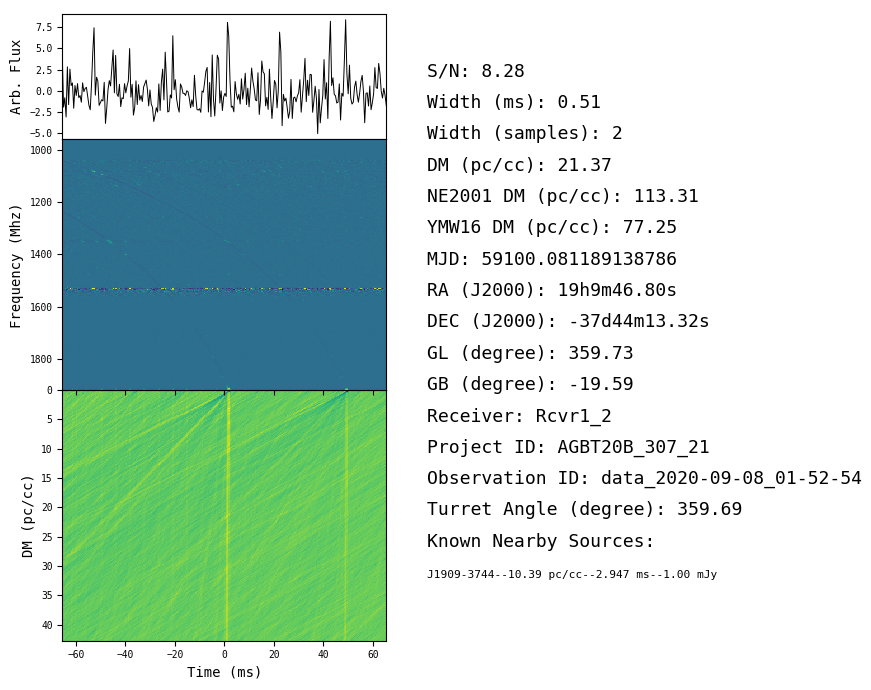 7.5
5.0
2.5
0.0
−2.5
−5.0
Arb. Flux
1000
1200
1400
1600
1800
Frequency (Mhz)
0
5
10
15
20
25
30
35
40
DM (pc/cc)
−60 −40 −20 0 20 40 60
Time (ms)
S/N: 8.28
Width (ms): 0.51
Width (samples): 2
DM (pc/cc): 21.37
NE2001 DM (pc/cc): 113.31
YMW16 DM (pc/cc): 77.25
MJD: 59100.081189138786
RA (J2000): 19h9m46.80s
DEC (J2000): -37d44m13.32s
GL (degree): 359.73
GB (degree): -19.59
Receiver: Rcvr1_2
Project ID: AGBT20B_307_21
Observation ID: data_2020-09-08_01-52-54
Turret Angle (degree): 359.69
Known Nearby Sources:
J1909-3744--10.39 pc/cc--2.947 ms--1.00 mJy